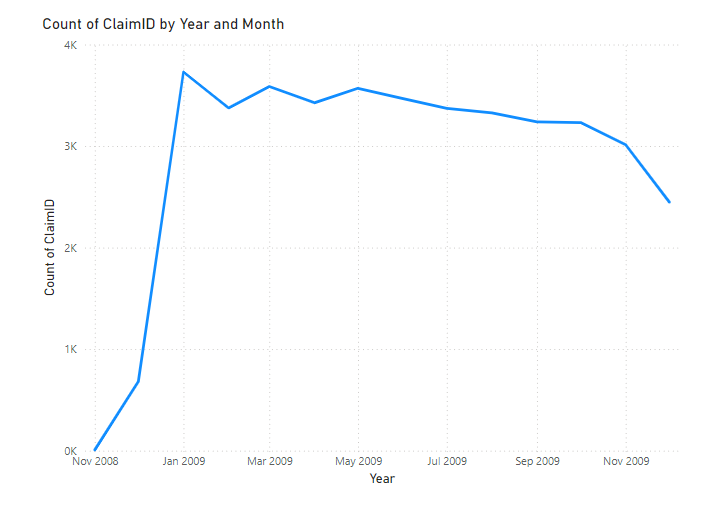 Count of ClaimID by Year and Month
4K
3K
2K
1K
0K
Count of ClaimID
Nov 2008
Jan 2009
Mar 2009
May 2009
Jul 2009
Sep 2009
Nov 2009
Year